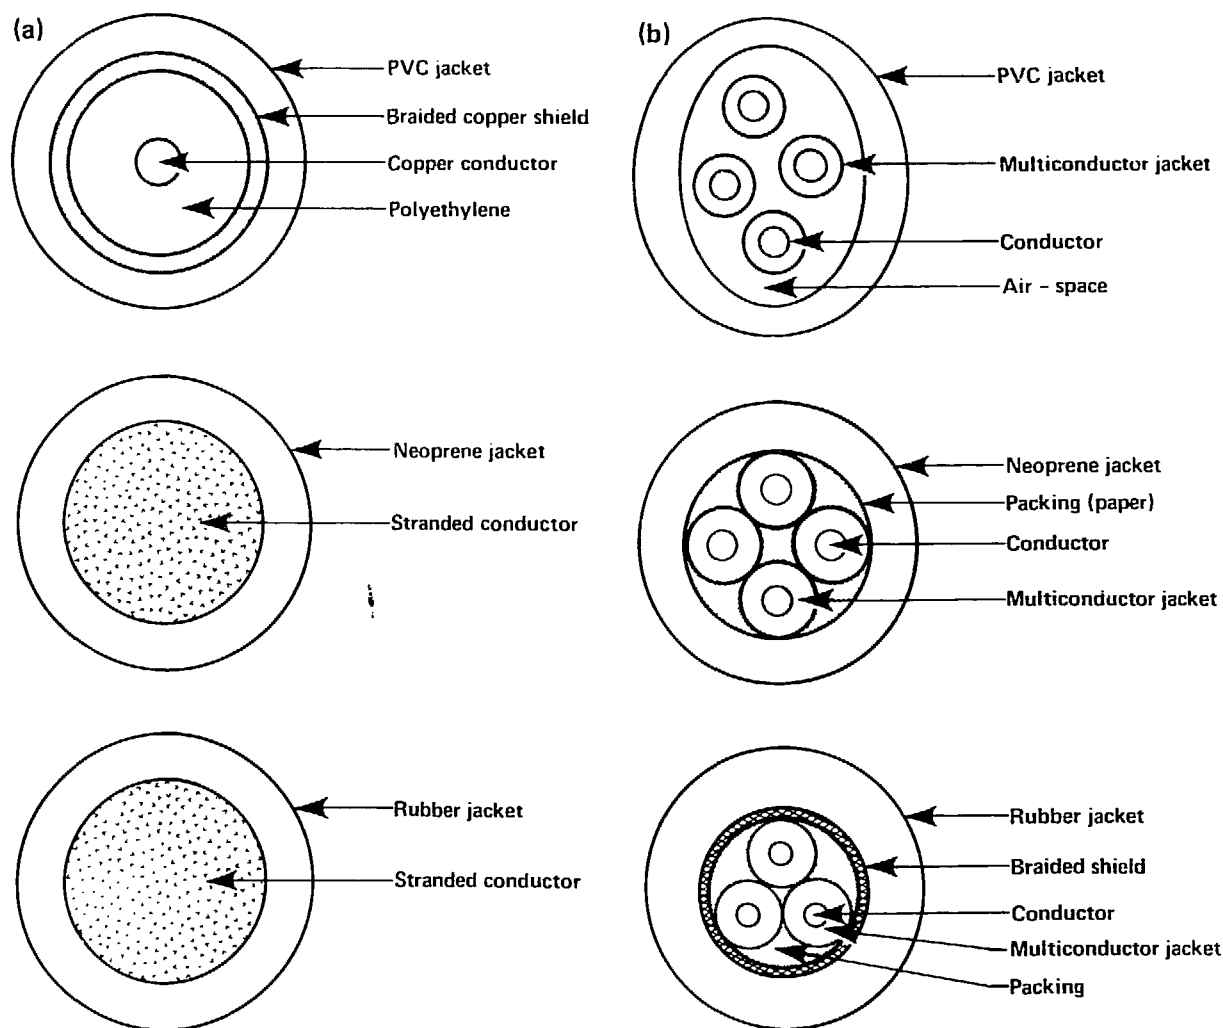 (a)
PVC jacket
Braided copper shield
Copper conductor
Polyethylene
Neoprene jacket
Stranded conductor
Rubber jacket
Stranded conductor
(b)
PVC jacket
Multiconductor jacket
Conductor
Air - space
Neoprene jacket
Packing (paper)
Conductor
Multiconductor jacket
Rubber jacket
Braided shield
Conductor
Multiconductor jacket
Packing